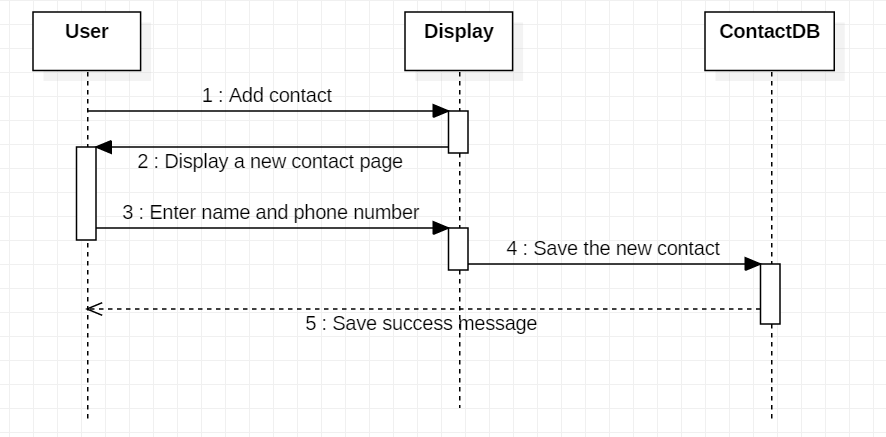 User
Display
ContactDB
1 : Add contact
2 : Display a new contact page
3 : Enter name and phone number
4 : Save the new contact
5 : Save success message